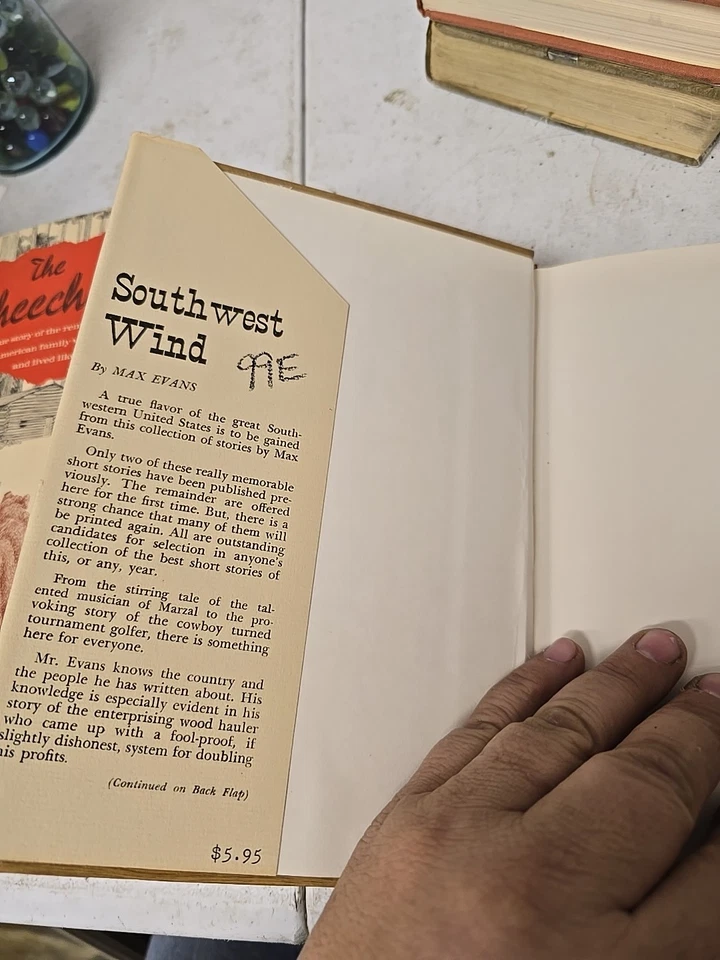 Southwest
Wind
By MAX EVANS
A true flavor of the great South-
western United States is to be gained
from this collection of stories by Max
Evans.
Only two of these really memorable
short stories have been published pre-
viously. The remainder are offered
here for the first time. But, there is a
strong chance that many of them will
be printed again. All are outstanding
candidates for selection in anyone's
collection of the best short stories of
this, or any, year.
From the stirring tale of the tal-
ented musician of Marzal to the pro-
voking story of the cowboy turned
tournament golfer, there is something
here for everyone.
Mr. Evans knows the country and
the people he has written about. His
knowledge is especially evident in his
story of the enterprising wood hauler
who came up with a fool-proof, if
slightly dishonest, system for doubling
his profits.
(Continued on Back Flap)
$5.95
The
story of the
American family
and lived